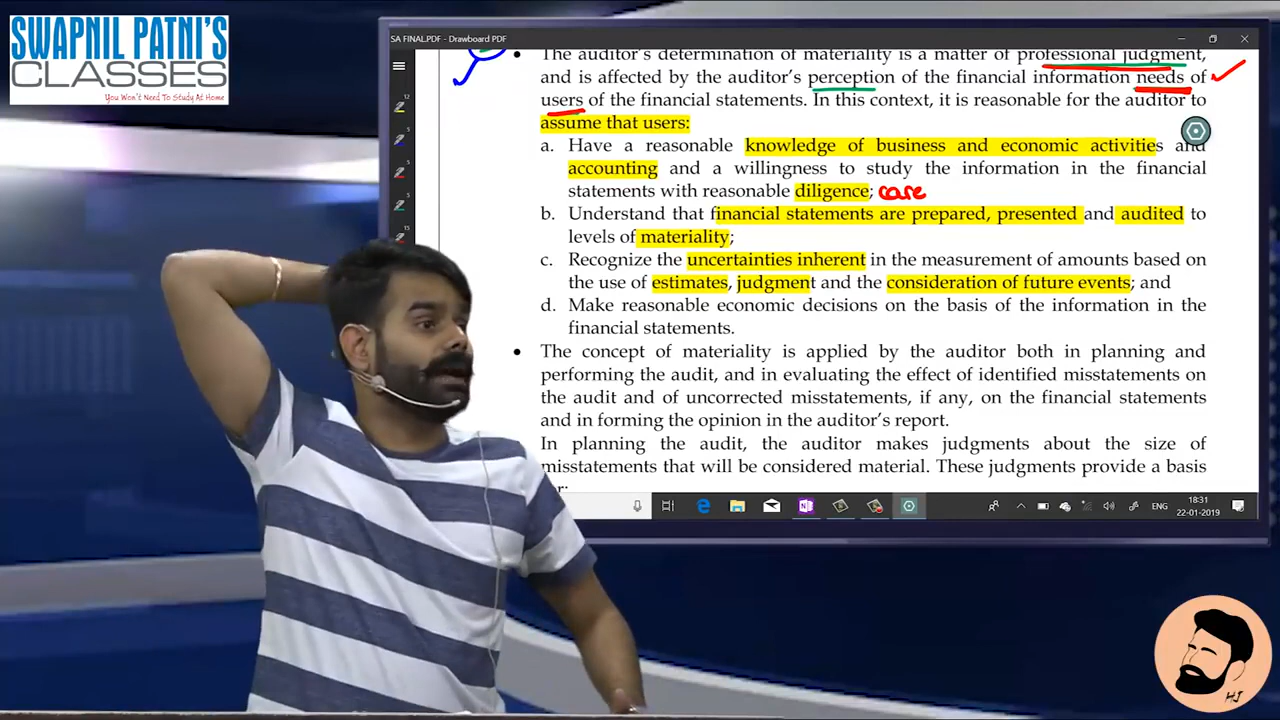 SWAPNIL PATNI'S
CLASSES
You Won't Need To Study At Home
SA FINAL.PDF - Drawboard PDF
• The auditor's determination of materiality is a matter of professional judgment,
and is affected by the auditor's perception of the financial information needs of
users of the financial statements. In this context, it is reasonable for the auditor to
assume that users:
a. Have a reasonable knowledge of business and economic activities and
accounting and a willingness to study the information in the financial
statements with reasonable diligence; care
b. Understand that financial statements are prepared, presented and audited to
levels of materiality;
c. Recognize the uncertainties inherent in the measurement of amounts based on
the use of estimates, judgment and the consideration of future events; and
d. Make reasonable economic decisions on the basis of the information in the
financial statements.
• The concept of materiality is applied by the auditor both in planning and
performing the audit, and in evaluating the effect of identified misstatements on
the audit and of uncorrected misstatements, if any, on the financial statements
and in forming the opinion in the auditor's report.
In planning the audit, the auditor makes judgments about the size of
misstatements that will be considered material. These judgments provide a basis
ENG
18:31
22-01-2019
HJ